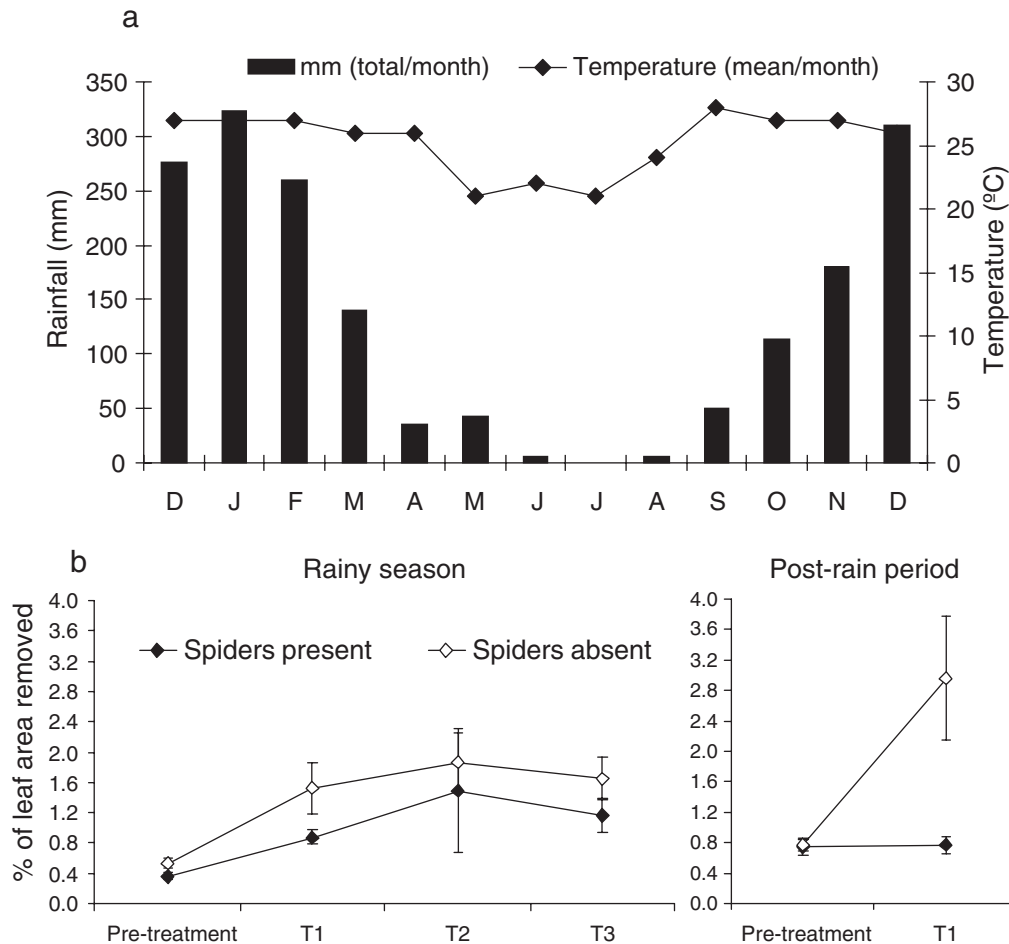 a
mm (total/month) Temperature (mean/month)
350 30
300 25
250 20
200 15
150 10
100 5
50 0
0
Rainfall (mm)
Temperature (ºC)
D J F M A M J J A S O N D
b
Rainy season Post-rain period
Spiders present Spiders absent
% of leaf area removed
4.0 4.0
3.6 3.6
3.2 3.2
2.8 2.8
2.4 2.4
2.0 2.0
1.6 1.6
1.2 1.2
0.8 0.8
0.4 0.4
0.0 0.0
Pre-treatment T1 T2 T3 Pre-treatment T1